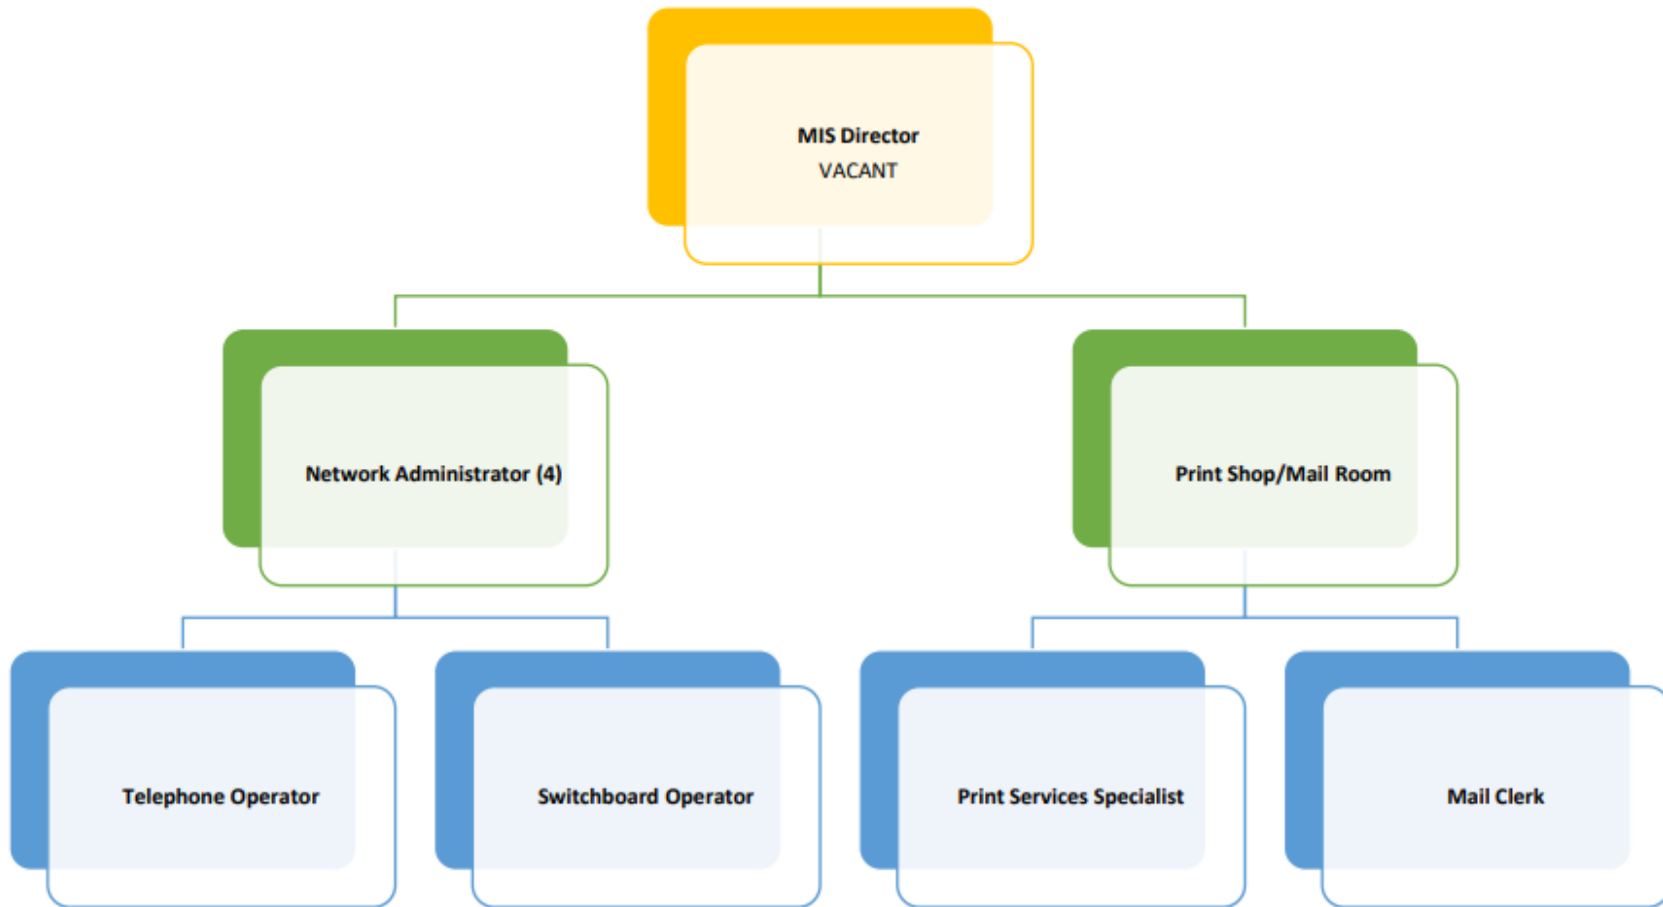 MIS Director
VACANT
Network Administrator (4)
Print Shop/Mail Room
Telephone Operator
Switchboard Operator
Print Services Specialist
Mail Clerk